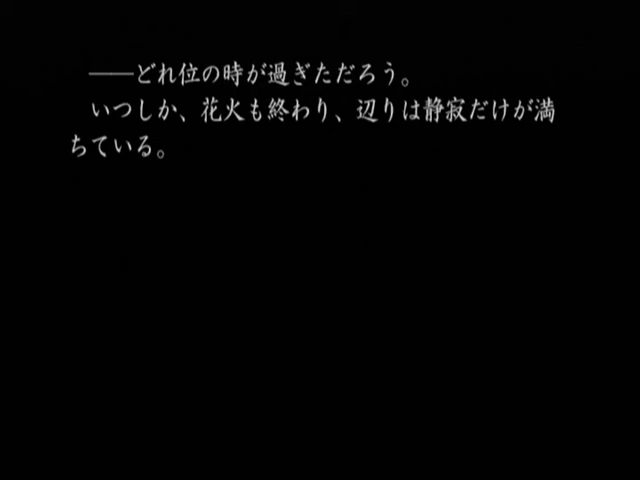 ――どれ位の時が過ぎただろう。
いつしか、花火も終わり、辺りは静寂だけが満
ちている。